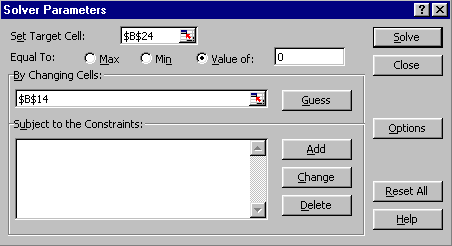 Solver Parameters
Set Target Cell: $B$24 Solve
Equal To: Max Min Value of: 0
Close
By Changing Cells:
$B$14 Guess
Subject to the Constraints: Options
Add
Change
Reset All
Delete
Help